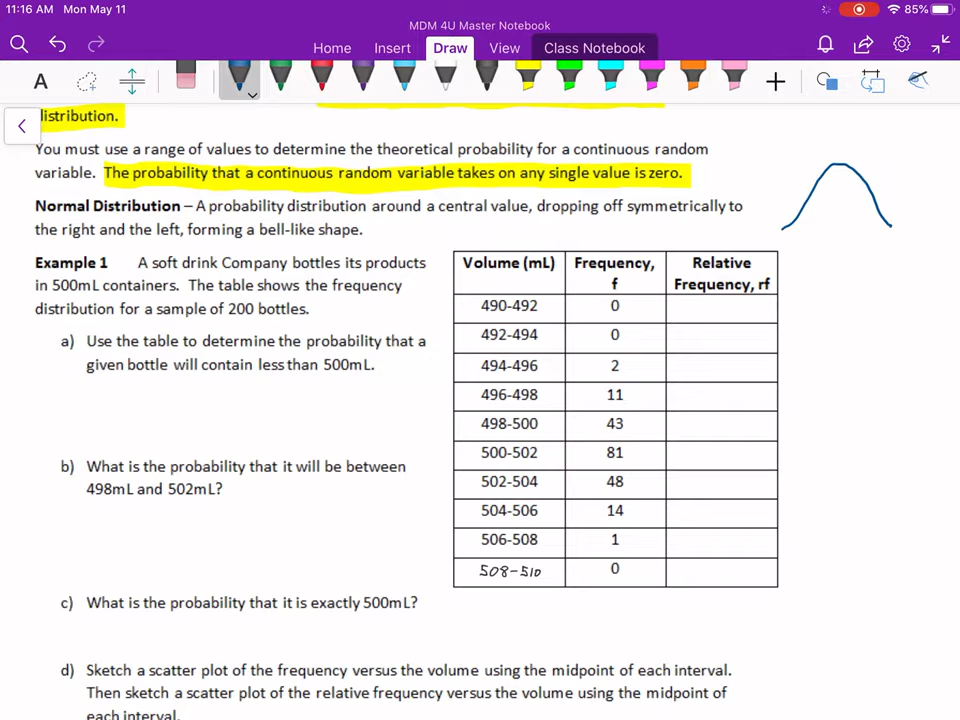 11:16 AM Mon May 11
85%
MDM 4U Master Notebook
Home Insert Draw View Class Notebook
A
distribution.
You must use a range of values to determine the theoretical probability for a continuous random
variable. The probability that a continuous random variable takes on any single value is zero.
Normal Distribution – A probability distribution around a central value, dropping off symmetrically to
the right and the left, forming a bell-like shape.
Example 1 A soft drink Company bottles its products
in 500mL containers. The table shows the frequency
distribution for a sample of 200 bottles.
a) Use the table to determine the probability that a
given bottle will contain less than 500mL.
b) What is the probability that it will be between
498mL and 502mL?
Volume (mL) Frequency, f Relative Frequency, rf
490-492 0
492-494 0
494-496 2
496-498 11
498-500 43
500-502 81
502-504 48
504-506 14
506-508 1
508-510 0
c) What is the probability that it is exactly 500mL?
d) Sketch a scatter plot of the frequency versus the volume using the midpoint of each interval.
Then sketch a scatter plot of the relative frequency versus the volume using the midpoint of
each interval.